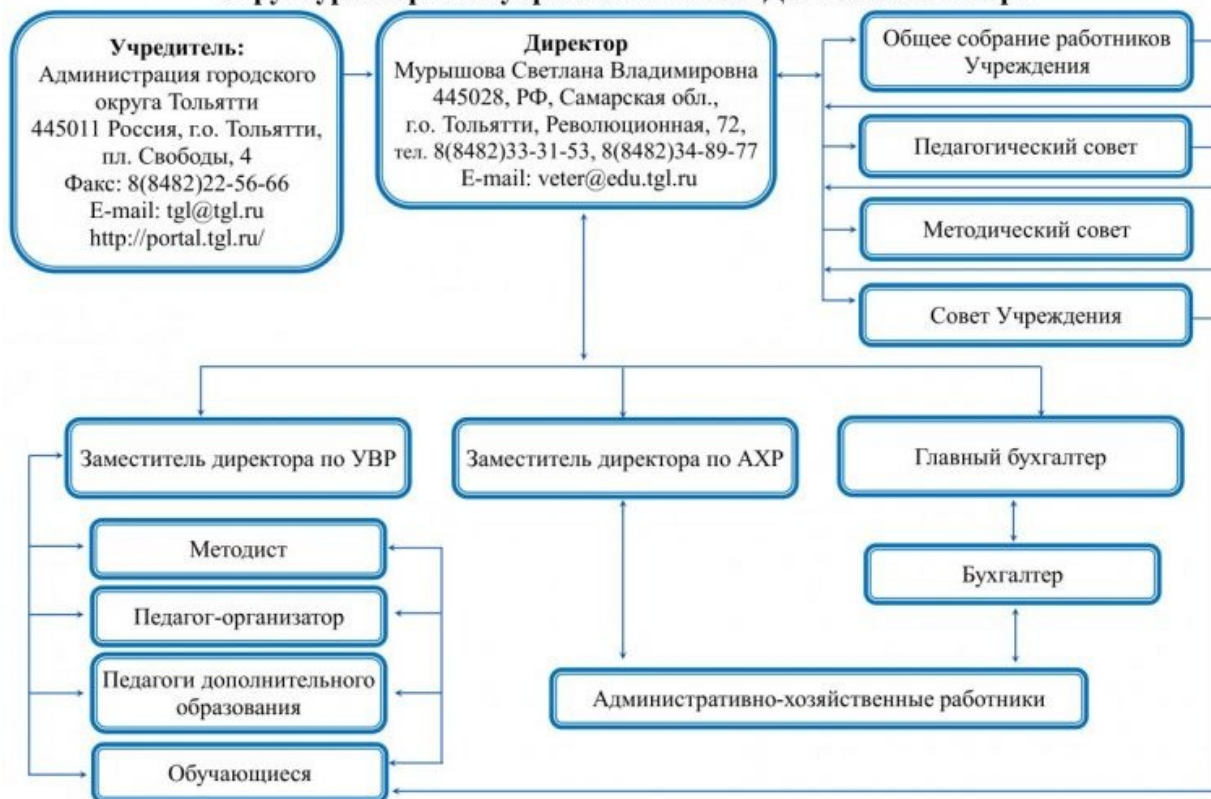 Учредитель:
Администрация городского
округа Тольятти
445011 Россия, г.о. Тольятти,
пл. Свободы, 4
Факс: 8(8482)22-56-66
E-mail: tgl@tgl.ru
http://portal.tgl.ru/
Директор
Мурышова Светлана Владимировна
445028, РФ, Самарская обл.,
г.о. Тольятти, Революционная, 72,
тел. 8(8482)33-31-53, 8(8482)34-89-77
E-mail: veter@edu.tgl.ru
Общее собрание работников
Учреждения
Педагогический совет
Методический совет
Совет Учреждения
Заместитель директора по УВР
Заместитель директора по АХР
Главный бухгалтер
Методист
Бухгалтер
Педагог-организатор
Педагоги дополнительного
образования
Административно-хозяйственные работники
Обучающиеся